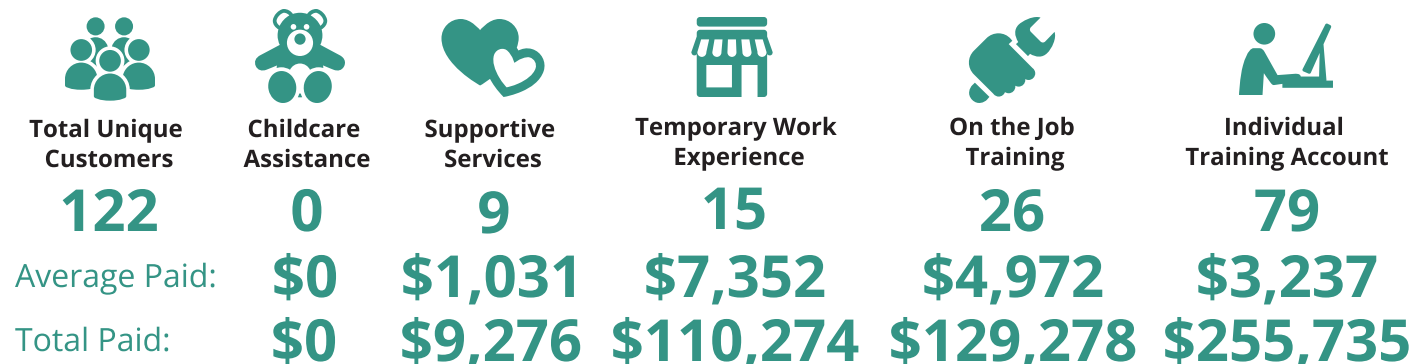 Total Unique
Customers
Childcare
Assistance
Supportive
Services
Temporary Work
Experience
On the Job
Training
Individual
Training Account
122
0
9
15
26
79
Average Paid:
$0
$1,031
$7,352
$4,972
$3,237
Total Paid:
$0
$9,276
$110,274
$129,278
$255,735